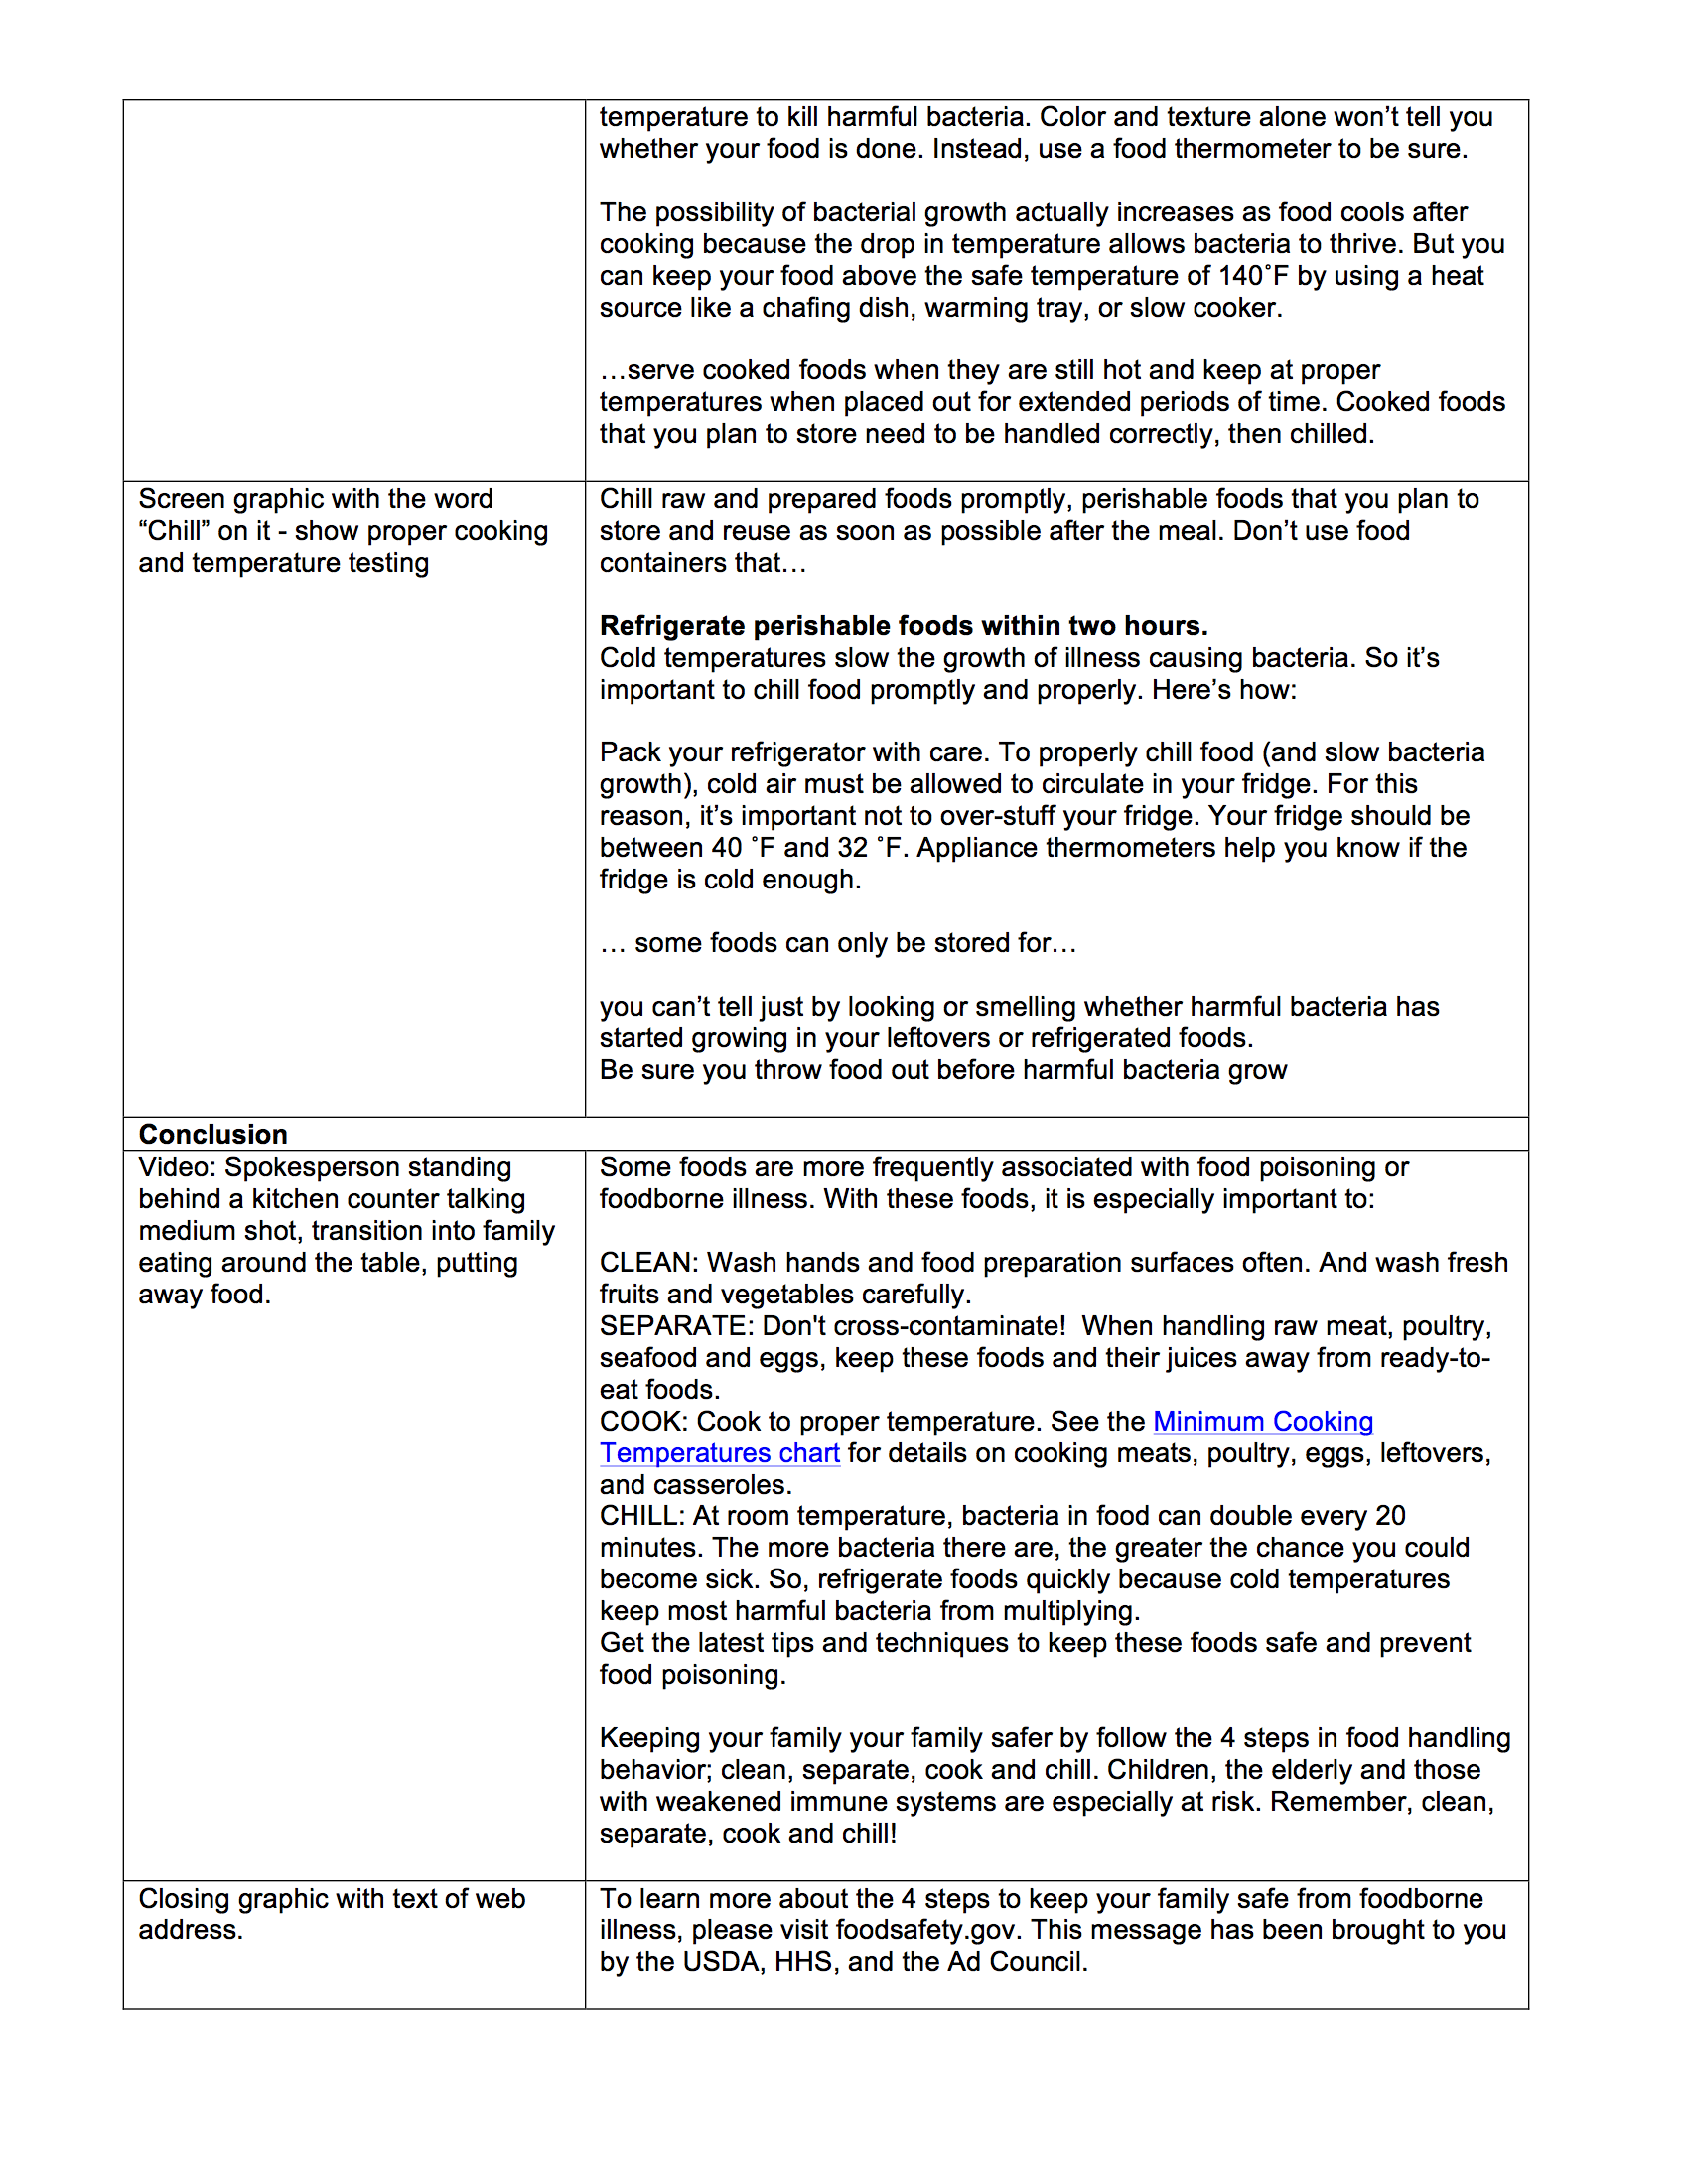 temperature to kill harmful bacteria. Color and texture alone won’t tell you
whether your food is done. Instead, use a food thermometer to be sure.
The possibility of bacterial growth actually increases as food cools after
cooking because the drop in temperature allows bacteria to thrive. But you
can keep your food above the safe temperature of 140˚F by using a heat
source like a chafing dish, warming tray, or slow cooker.
…serve cooked foods when they are still hot and keep at proper
temperatures when placed out for extended periods of time. Cooked foods
that you plan to store need to be handled correctly, then chilled.
Screen graphic with the word
“Chill” on it - show proper cooking
and temperature testing
Chill raw and prepared foods promptly, perishable foods that you plan to
store and reuse as soon as possible after the meal. Don’t use food
containers that…
Refrigerate perishable foods within two hours.
Cold temperatures slow the growth of illness causing bacteria. So it’s
important to chill food promptly and properly. Here’s how:
Pack your refrigerator with care. To properly chill food (and slow bacteria
growth), cold air must be allowed to circulate in your fridge. For this
reason, it’s important not to over-stuff your fridge. Your fridge should be
between 40 ˚F and 32 ˚F. Appliance thermometers help you know if the
fridge is cold enough.
… some foods can only be stored for…
you can’t tell just by looking or smelling whether harmful bacteria has
started growing in your leftovers or refrigerated foods.
Be sure you throw food out before harmful bacteria grow
Conclusion
Video: Spokesperson standing
behind a kitchen counter talking
medium shot, transition into family
eating around the table, putting
away food.
Some foods are more frequently associated with food poisoning or
foodborne illness. With these foods, it is especially important to:
CLEAN: Wash hands and food preparation surfaces often. And wash fresh
fruits and vegetables carefully.
SEPARATE: Don't cross-contaminate!  When handling raw meat, poultry,
seafood and eggs, keep these foods and their juices away from ready-to-
eat foods.
COOK: Cook to proper temperature. See the Minimum Cooking
Temperatures chart for details on cooking meats, poultry, eggs, leftovers,
and casseroles.
CHILL: At room temperature, bacteria in food can double every 20
minutes. The more bacteria there are, the greater the chance you could
become sick. So, refrigerate foods quickly because cold temperatures
keep most harmful bacteria from multiplying.
Get the latest tips and techniques to keep these foods safe and prevent
food poisoning.
Keeping your family your family safer by follow the 4 steps in food handling
behavior; clean, separate, cook and chill. Children, the elderly and those
with weakened immune systems are especially at risk. Remember, clean,
separate, cook and chill!
Closing graphic with text of web
address.
To learn more about the 4 steps to keep your family safe from foodborne
illness, please visit foodsafety.gov. This message has been brought to you
by the USDA, HHS, and the Ad Council.